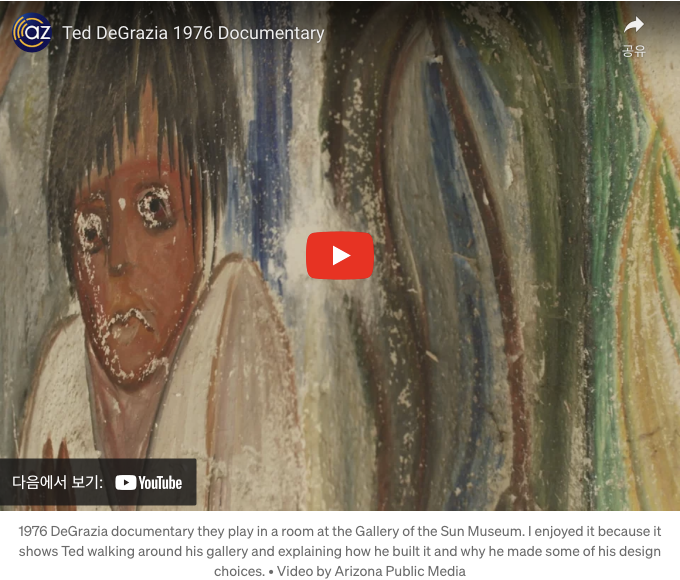 az Ted DeGrazia 1976 Documentary
공유
다음에서 보기: YouTube
1976 DeGrazia documentary they play in a room at the Gallery of the Sun Museum. I enjoyed it because it
shows Ted walking around his gallery and explaining how he built it and why he made some of his design
choices. • Video by Arizona Public Media